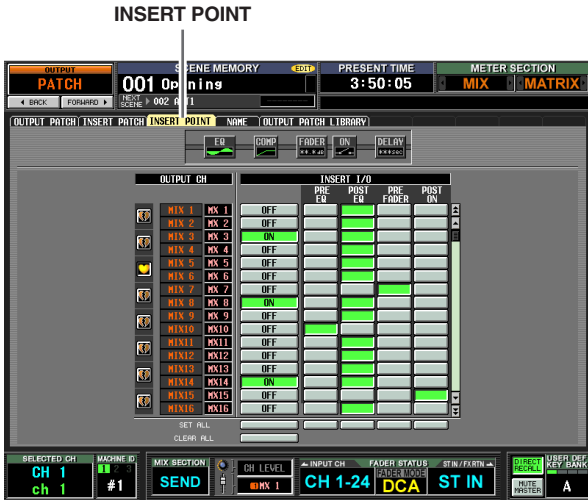 INSERT POINT
OUTPUT SCENE MEMORY EDIT PRESENT TIME METER SECTION
PATCH 001 Opening 3:50:05 MIX MATRIX
BACK FORWARD NEXT SCENE 002 ACT1
OUTPUT PATCH INSERT PATCH INSERT POINT NAME OUTPUT PATCH LIBRARY
EQ COMP FADER ON DELAY
OUTPUT CH INSERT I/O
PRE EQ POST EQ PRE FADER POST ON
MIX 1 MX 1 OFF
MIX 2 MX 2 OFF
MIX 3 MX 3 ON
MIX 4 MX 4 OFF
MIX 5 MX 5 OFF
MIX 6 MX 6 OFF
MIX 7 MX 7 OFF
MIX 8 MX 8 ON
MIX 9 MX 9 OFF
MIX10 MX10 OFF
MIX11 MX11 OFF
MIX12 MX12 OFF
MIX13 MX13 OFF
MIX14 MX14 ON
MIX15 MX15 OFF
MIX16 MX16 OFF
SET ALL
CLEAR ALL
SELECTED CH MACHINE ID MIX SECTION CH LEVEL INPUT CH FADER STATUS STIN/FXRTN DIRECT RECALL USER DEF KEY BANK
CH 1 1 2 3 SEND FADER MODE
ch 1 #1 MX 1 CH 1-24 DCA ST IN MUTE MASTER A